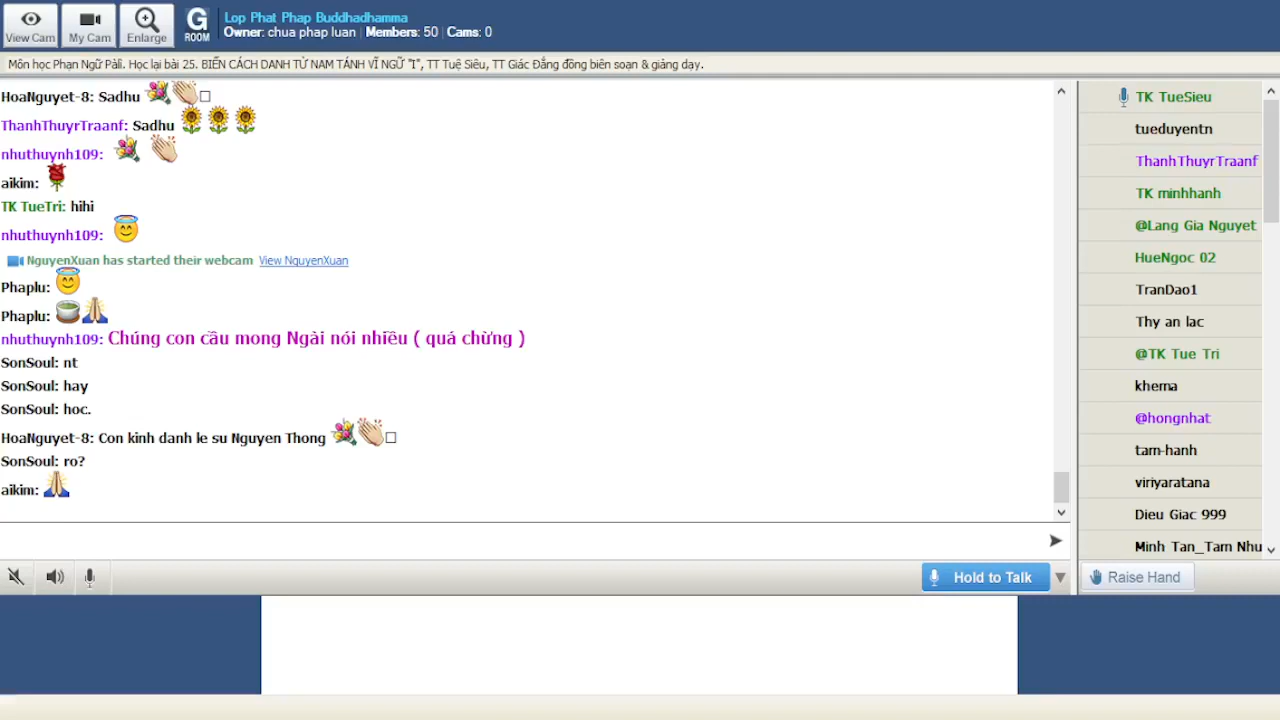 View Cam
My Cam
Enlarge
G
ROOM
Lop Phat Phap Buddhadhamma
Owner: chua phap luan | Members: 50 | Cams: 0
Môn học Phạn Ngữ Pàli. Học lại bài 25. BIẾN CÁCH DANH TỪ NAM TÁNH VĨ NGỮ "I", TT Tuệ Siêu, TT Giác Đẳng đồng biên soạn & giảng dạy.
HoaNguyet-8: Sadhu
ThanhThuyrTraanf: Sadhu
nhuthuynh109:
aikim:
TK TueTri: hihi
nhuthuynh109:
NguyenXuan has started their webcam View NguyenXuan
Phaplu:
Phaplu:
nhuthuynh109: Chúng con cầu mong Ngài nói nhiều ( quá chừng )
SonSoul: nt
SonSoul: hay
SonSoul: hoc.
HoaNguyet-8: Con kinh danh le su Nguyen Thong
SonSoul: ro?
aikim:
TK TueSieu
tueduyentn
ThanhThuyrTraanf
TK minhhanh
@Lang Gia Nguyet
HueNgoc 02
TranDao1
Thy an lac
@TK Tue Tri
khema
@hongnhat
tam-hanh
viriyaratana
Dieu Giac 999
Minh Tan_Tam Nhu
Hold to Talk
Raise Hand